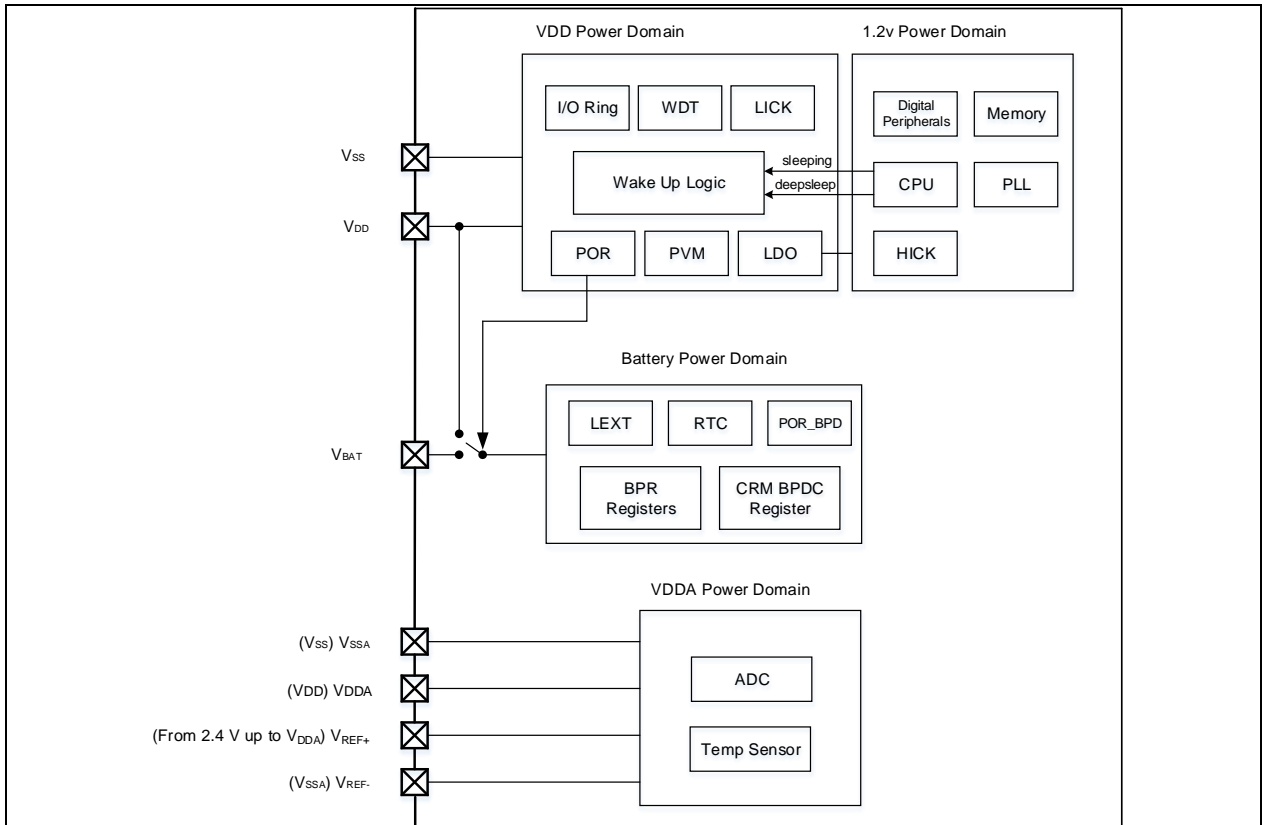 VDD Power Domain
1.2v Power Domain
I/O Ring
WDT
LICK
Digital
Peripherals
Memory
VSS
sleeping
Wake Up Logic
deepsleep
CPU
PLL
VDD
POR
PVM
LDO
HICK
Battery Power Domain
LEXT
RTC
POR_BPD
VBAT
BPR
Registers
CRM BPDC
Register
VDDA Power Domain
(VSS) VSSA
ADC
(VDD) VDDA
(From 2.4 V up to VDDA) VREF+
Temp Sensor
(VSSA) VREF-